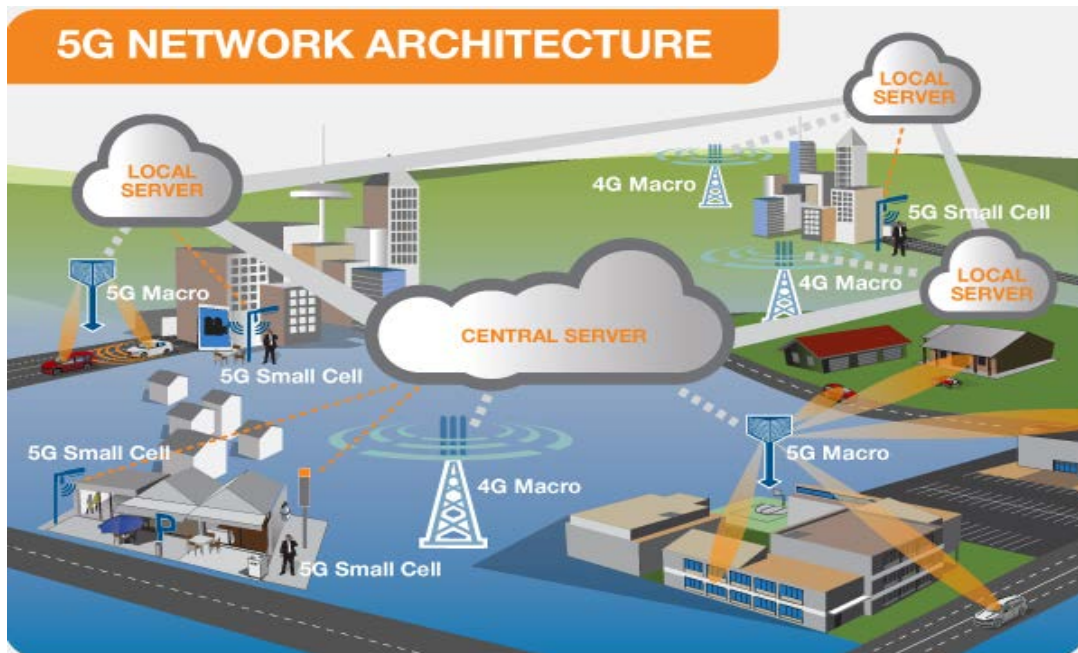 5G NETWORK ARCHITECTURE
LOCAL
SERVER
LOCAL
SERVER
4G Macro
5G Small Cell
5G Macro
4G Macro
LOCAL
SERVER
CENTRAL SERVER
5G Small Cell
5G Small Cell
5G Macro
4G Macro
P
5G Small Cell